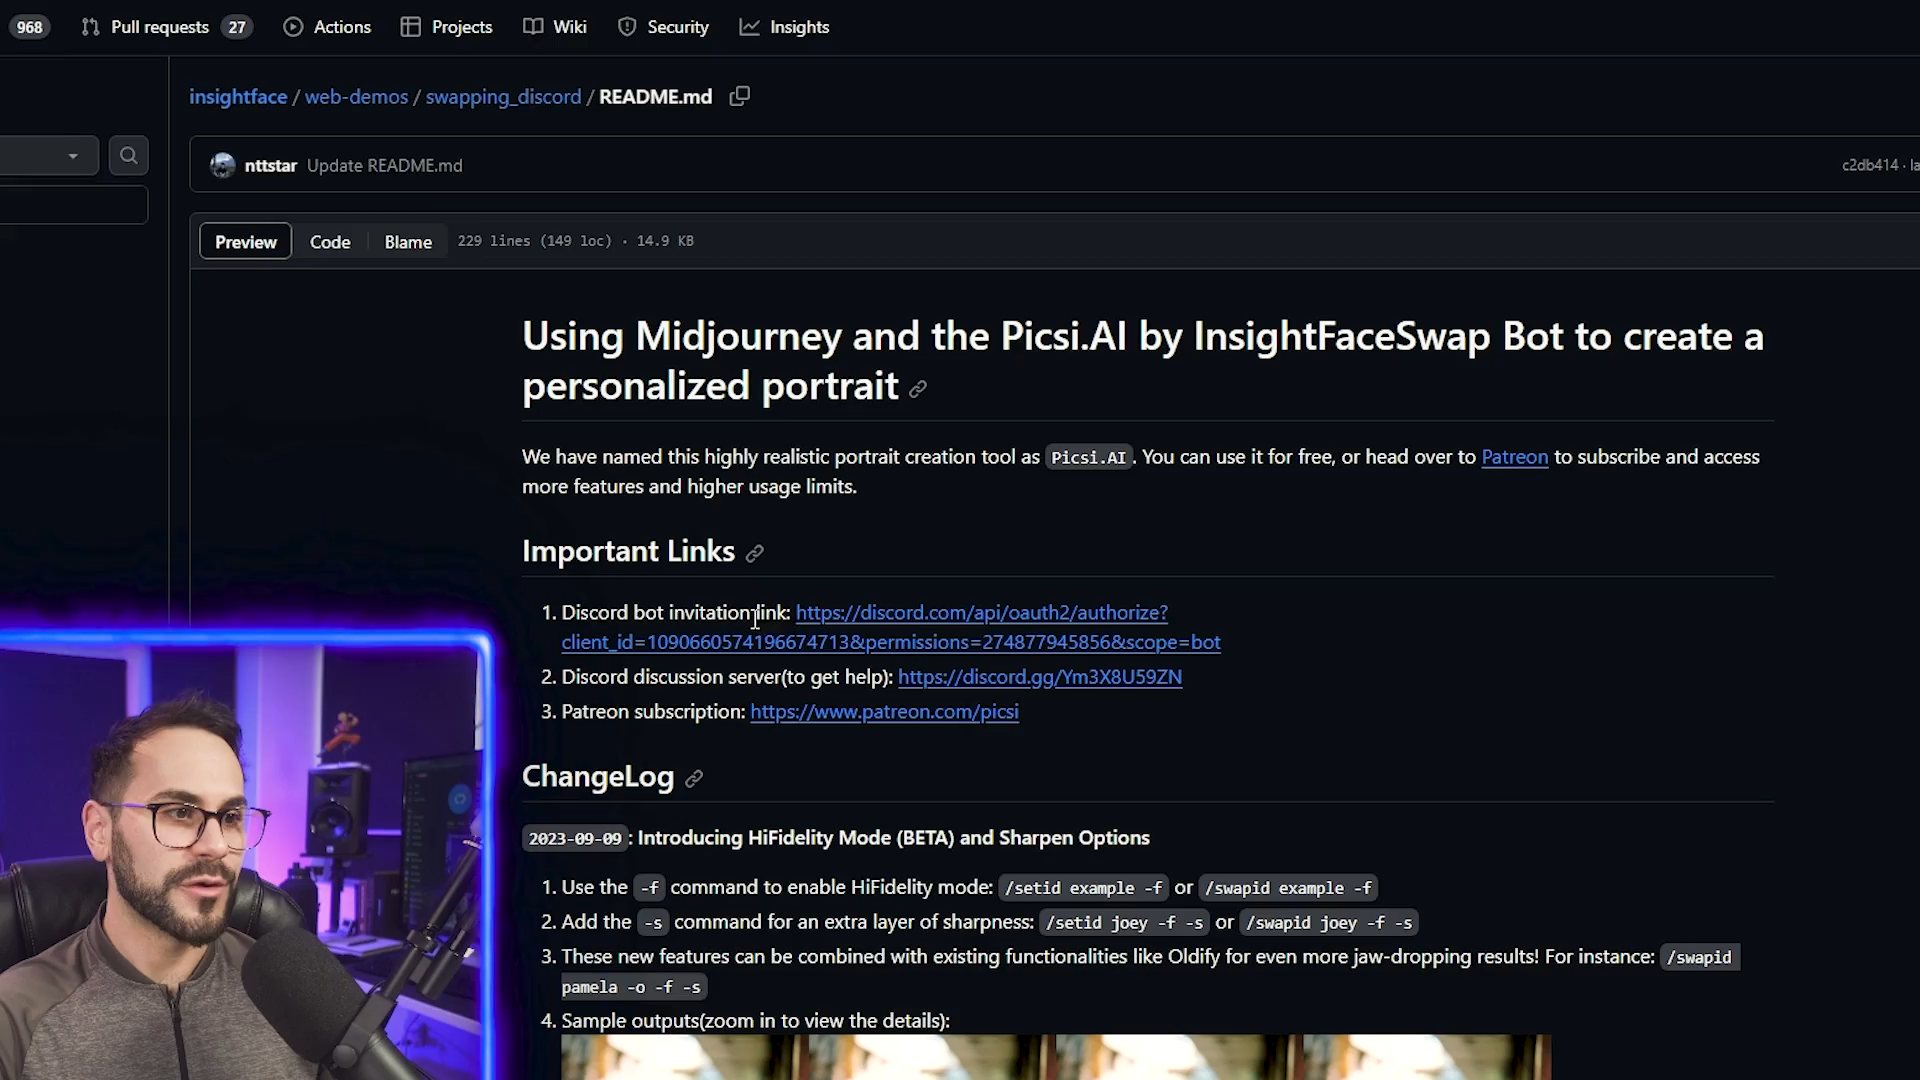 968 Pull requests 27 Actions Projects Wiki Security Insights
insightface / web-demos / swapping_discord / README.md
nttstar Update README.md c2db414 · la
Preview Code Blame 229 lines (149 loc) · 14.9 KB
Using Midjourney and the Picsi.AI by InsightFaceSwap Bot to create a
personalized portrait
We have named this highly realistic portrait creation tool as Picsi.AI. You can use it for free, or head over to Patreon to subscribe and access
more features and higher usage limits.
Important Links
1. Discord bot invitation link: https://discord.com/api/oauth2/authorize?
client_id=1090660574196674713&permissions=274877945856&scope=bot
2. Discord discussion server(to get help): https://discord.gg/Ym3X8U59ZN
3. Patreon subscription: https://www.patreon.com/picsi
ChangeLog
2023-09-09: Introducing HiFidelity Mode (BETA) and Sharpen Options
1. Use the -f command to enable HiFidelity mode: /setid example -f or /swapid example -f
2. Add the -s command for an extra layer of sharpness: /setid joey -f -s or /swapid joey -f -s
3. These new features can be combined with existing functionalities like Oldify for even more jaw-dropping results! For instance: /swapid
pamela -o -f -s
4. Sample outputs(zoom in to view the details):